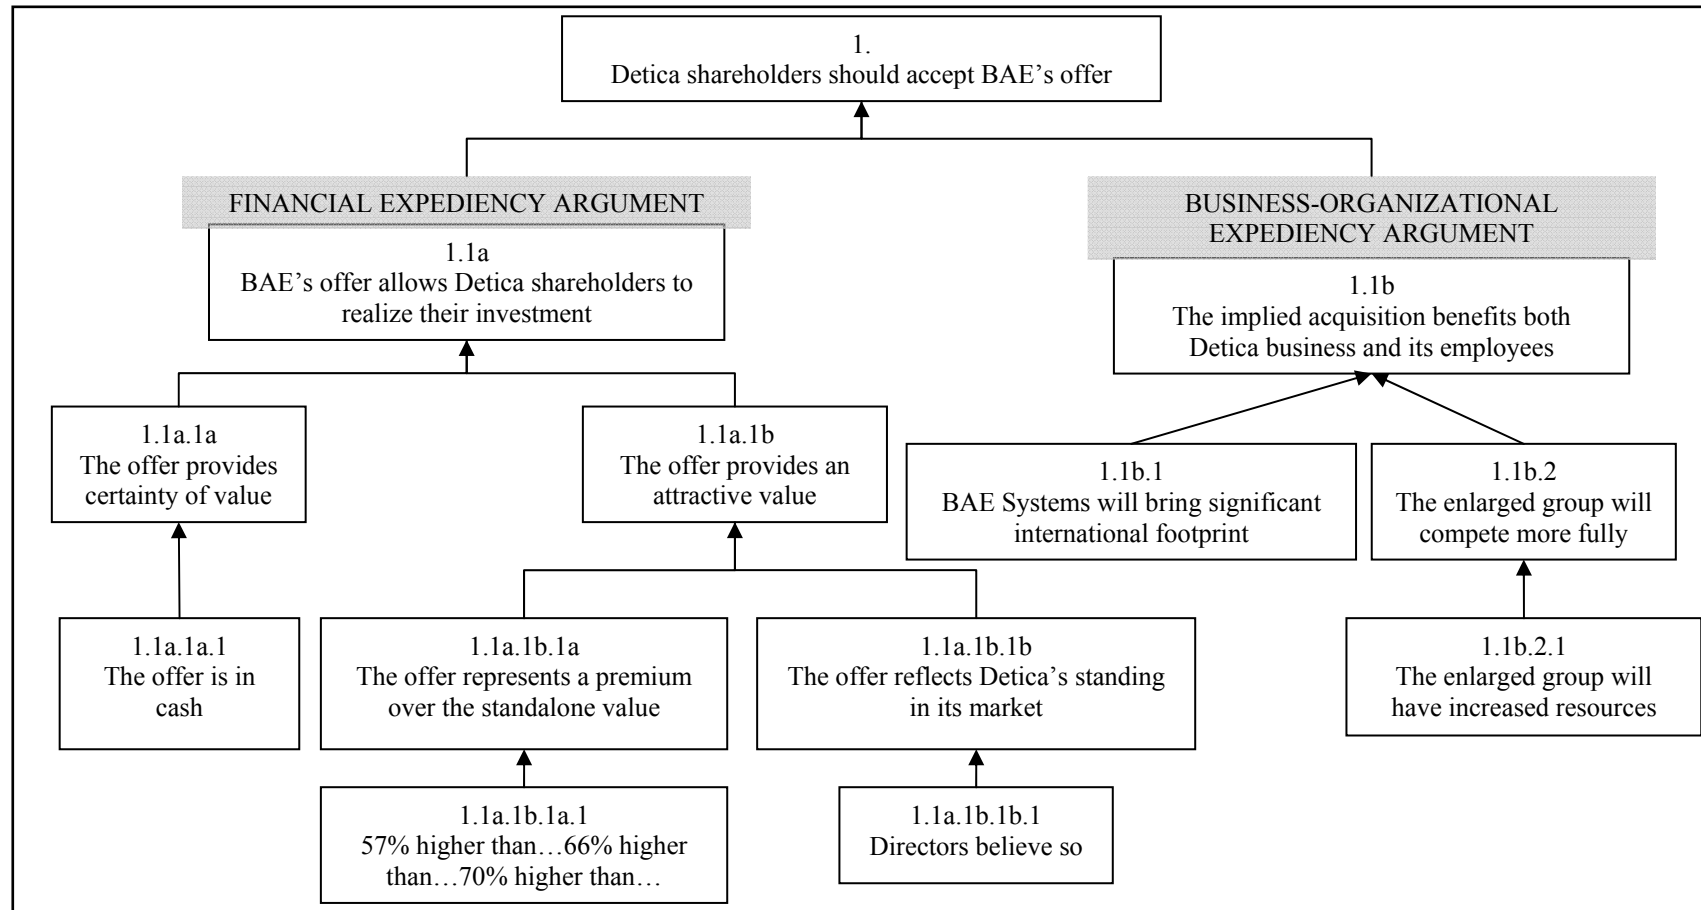 1.
Detica shareholders should accept BAE’s offer
FINANCIAL EXPEDIENCY ARGUMENT
1.1a
BAE’s offer allows Detica shareholders to
realize their investment
BUSINESS-ORGANIZATIONAL
EXPEDIENCY ARGUMENT
1.1b
The implied acquisition benefits both
Detica business and its employees
1.1a.1a
The offer provides
certainty of value
1.1a.1b
The offer provides an
attractive value
1.1b.1
BAE Systems will bring significant
international footprint
1.1b.2
The enlarged group will
compete more fully
1.1a.1a.1
The offer is in
cash
1.1a.1b.1a
The offer represents a premium
over the standalone value
1.1a.1b.1b
The offer reflects Detica’s standing
in its market
1.1b.2.1
The enlarged group will
have increased resources
1.1a.1b.1a.1
57% higher than…66% higher
than…70% higher than…
1.1a.1b.1b.1
Directors believe so